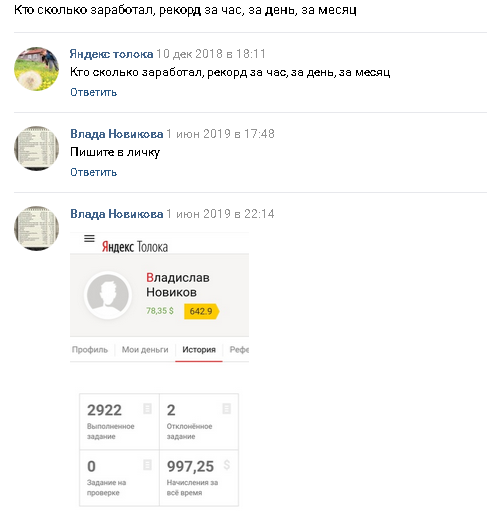 Кто сколько заработал, рекорд за час, за день, за месяц
Яндекс толока 10 дек 2018 в 18:11
Кто сколько заработал, рекорд за час, за день, за месяц
Ответить
Влада Новикова 1 июн 2019 в 17:48
Пишите в личку
Ответить
Влада Новикова 1 июн 2019 в 22:14
Яндекс Толока
Владислав
Новиков
78,35 $ 642.9
Профиль Мои деньги История Рефе
2922 2
Выполненное Отклонённое
задание задание
0 997,25 $
Задание на Начисления за
проверке всё время